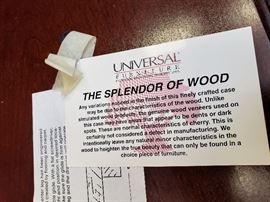 UNIVERSAL
FURNITURE
THE SPLENDOR OF WOOD
Any variations noticed in the finish of this finely crafted case
may be due to the characteristics of the wood. Unlike
simulated wood products, the genuine wood veneers used on
this case may have areas that appear to be dents or dark
spots. These are normal characteristics of cherry. This is
certainly not considered a defect in manufacturing. We
intentionally leave any natural minor characteristics in the
wood to heighten the true beauty that can only be found in a
choice piece of furniture.